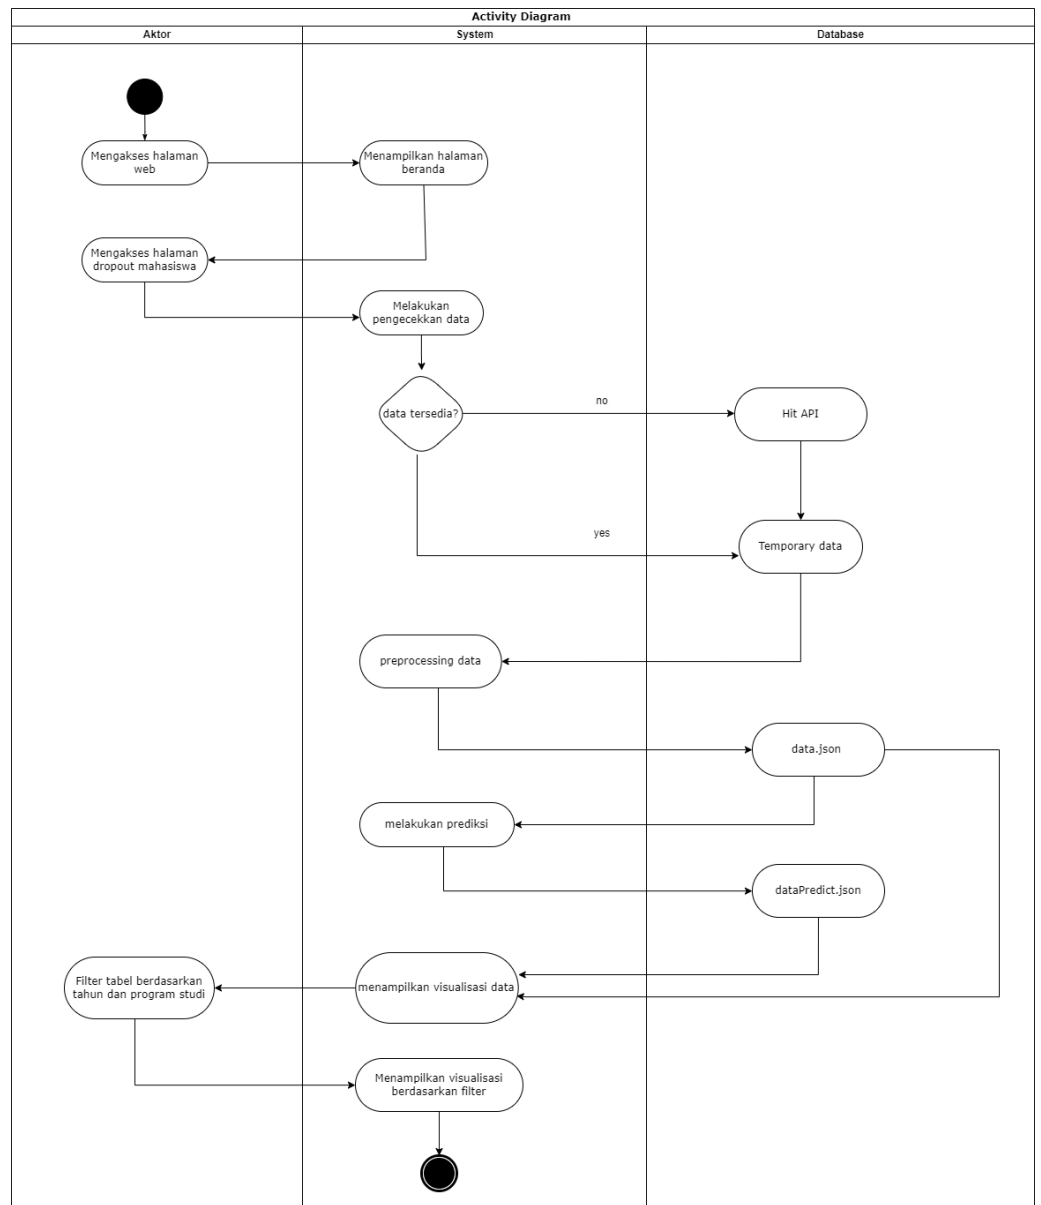 Activity Diagram
Aktor
System
Database
Mengakses halaman
web
Menampilkan halaman
beranda
Mengakses halaman
dropout mahasiswa
Melakukan
pengecekkan data
data tersedia?
no
Hit API
yes
Temporary data
preprocessing data
data.json
melakukan prediksi
dataPredict.json
Filter tabel berdasarkan
tahun dan program studi
menampilkan visualisasi data
Menampilkan visualisasi
berdasarkan filter